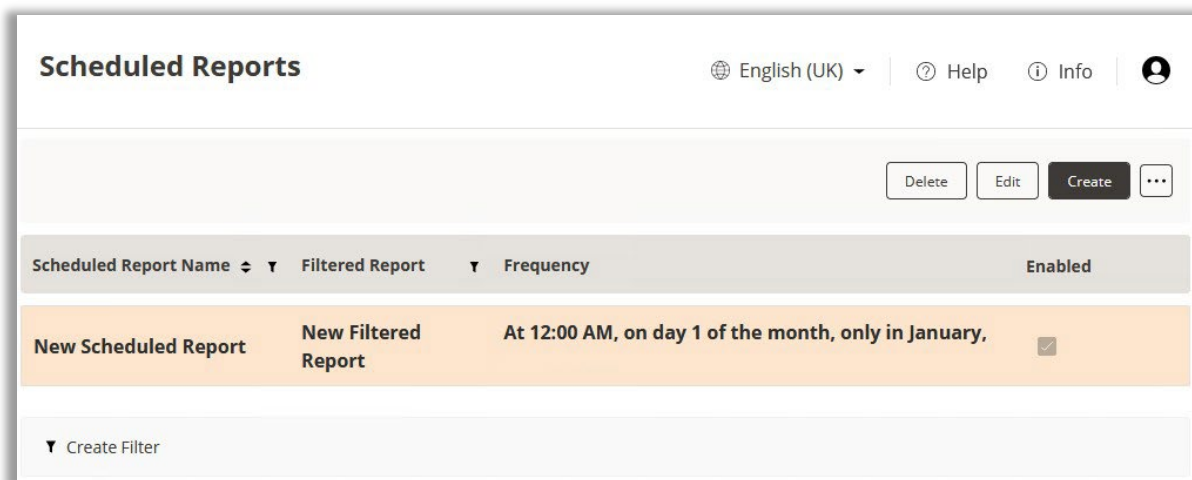 Scheduled Reports
English (UK)
Help
Info
Delete
Edit
Create
Scheduled Report Name
Filtered Report
Frequency
Enabled
New Scheduled Report
New Filtered
Report
At 12:00 AM, on day 1 of the month, only in January,
Create Filter